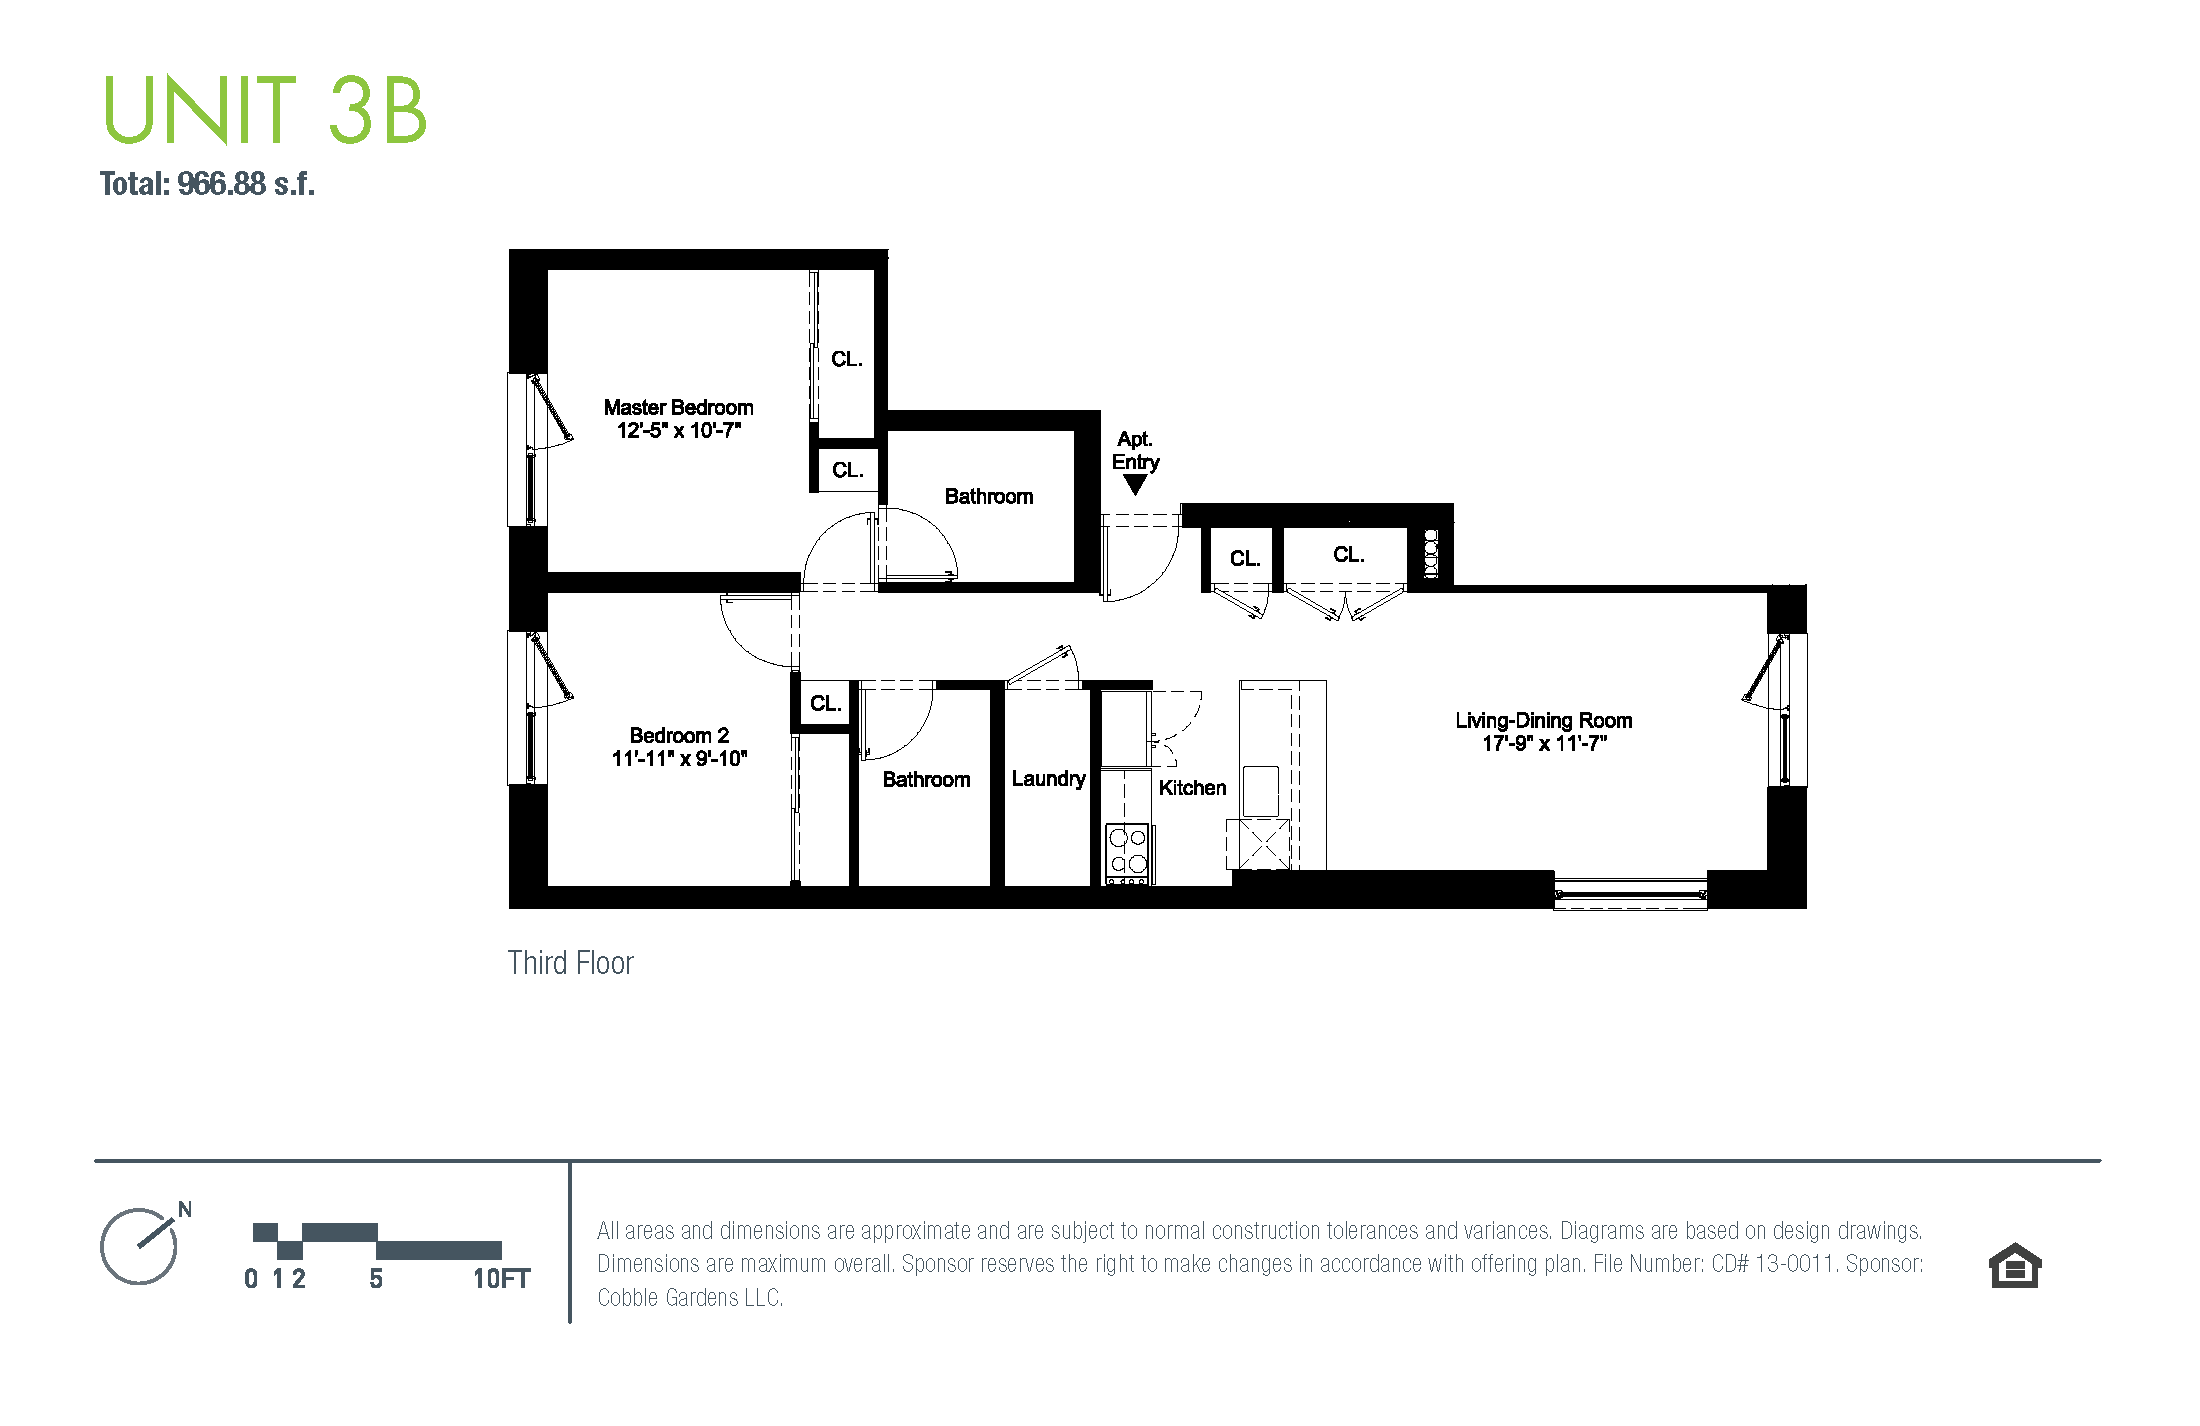 UNIT 3B
Total: 966.88 s.f.
CL.
Master Bedroom
12'-5" x 10'-7"
CL.
Bathroom
Apt.
Entry
CL.
CL.
CL.
Bedroom 2
11'-11" x 9'-10"
Bathroom
Laundry
Kitchen
Living-Dining Room
17'-9" x 11'-7"
Third Floor
N
0 1 2 5 10FT
All areas and dimensions are approximate and are subject to normal construction tolerances and variances. Diagrams are based on design drawings.
Dimensions are maximum overall. Sponsor reserves the right to make changes in accordance with offering plan. File Number: CD# 13-0011. Sponsor:
Cobble Gardens LLC.